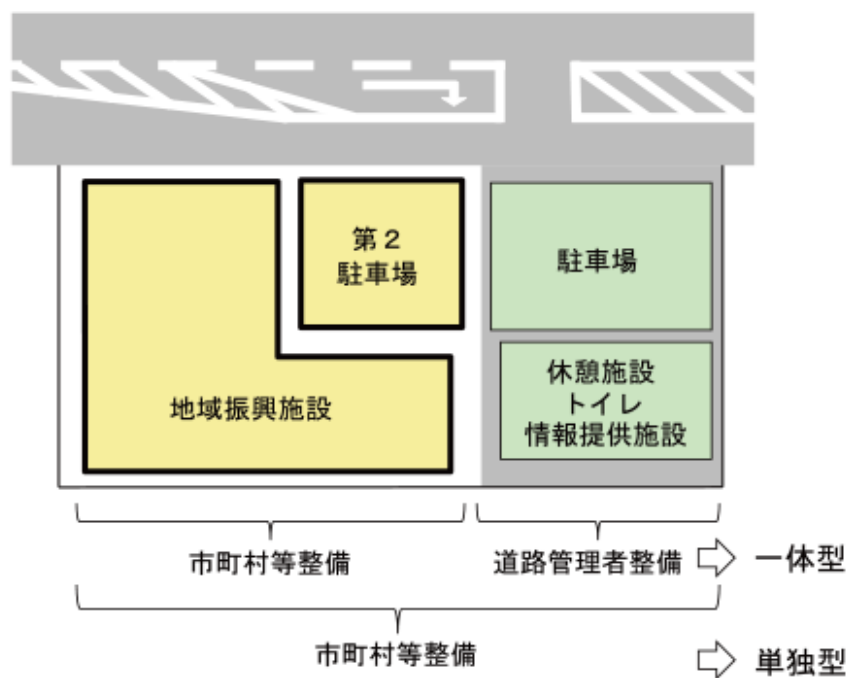 第２
駐車場
駐車場
地域振興施設
休憩施設
トイレ
情報提供施設
市町村等整備
道路管理者整備
一体型
市町村等整備
単独型